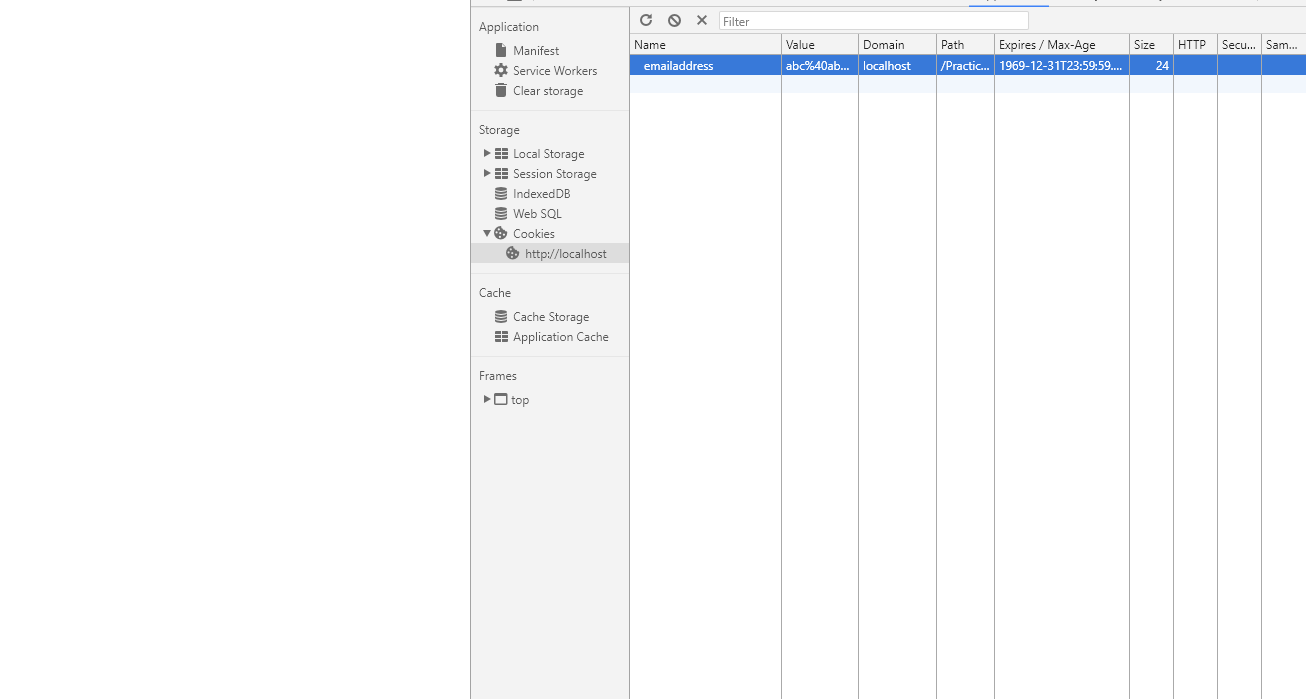 Application
Manifest
Service Workers
Clear storage
Storage
Local Storage
Session Storage
IndexedDB
Web SQL
Cookies
http://localhost
Cache
Cache Storage
Application Cache
Frames
top
Filter
Name Value Domain Path Expires / Max-Age Size HTTP Secu... Sam...
emailaddress abc%40ab... localhost /Practic... 1969-12-31T23:59:59.... 24